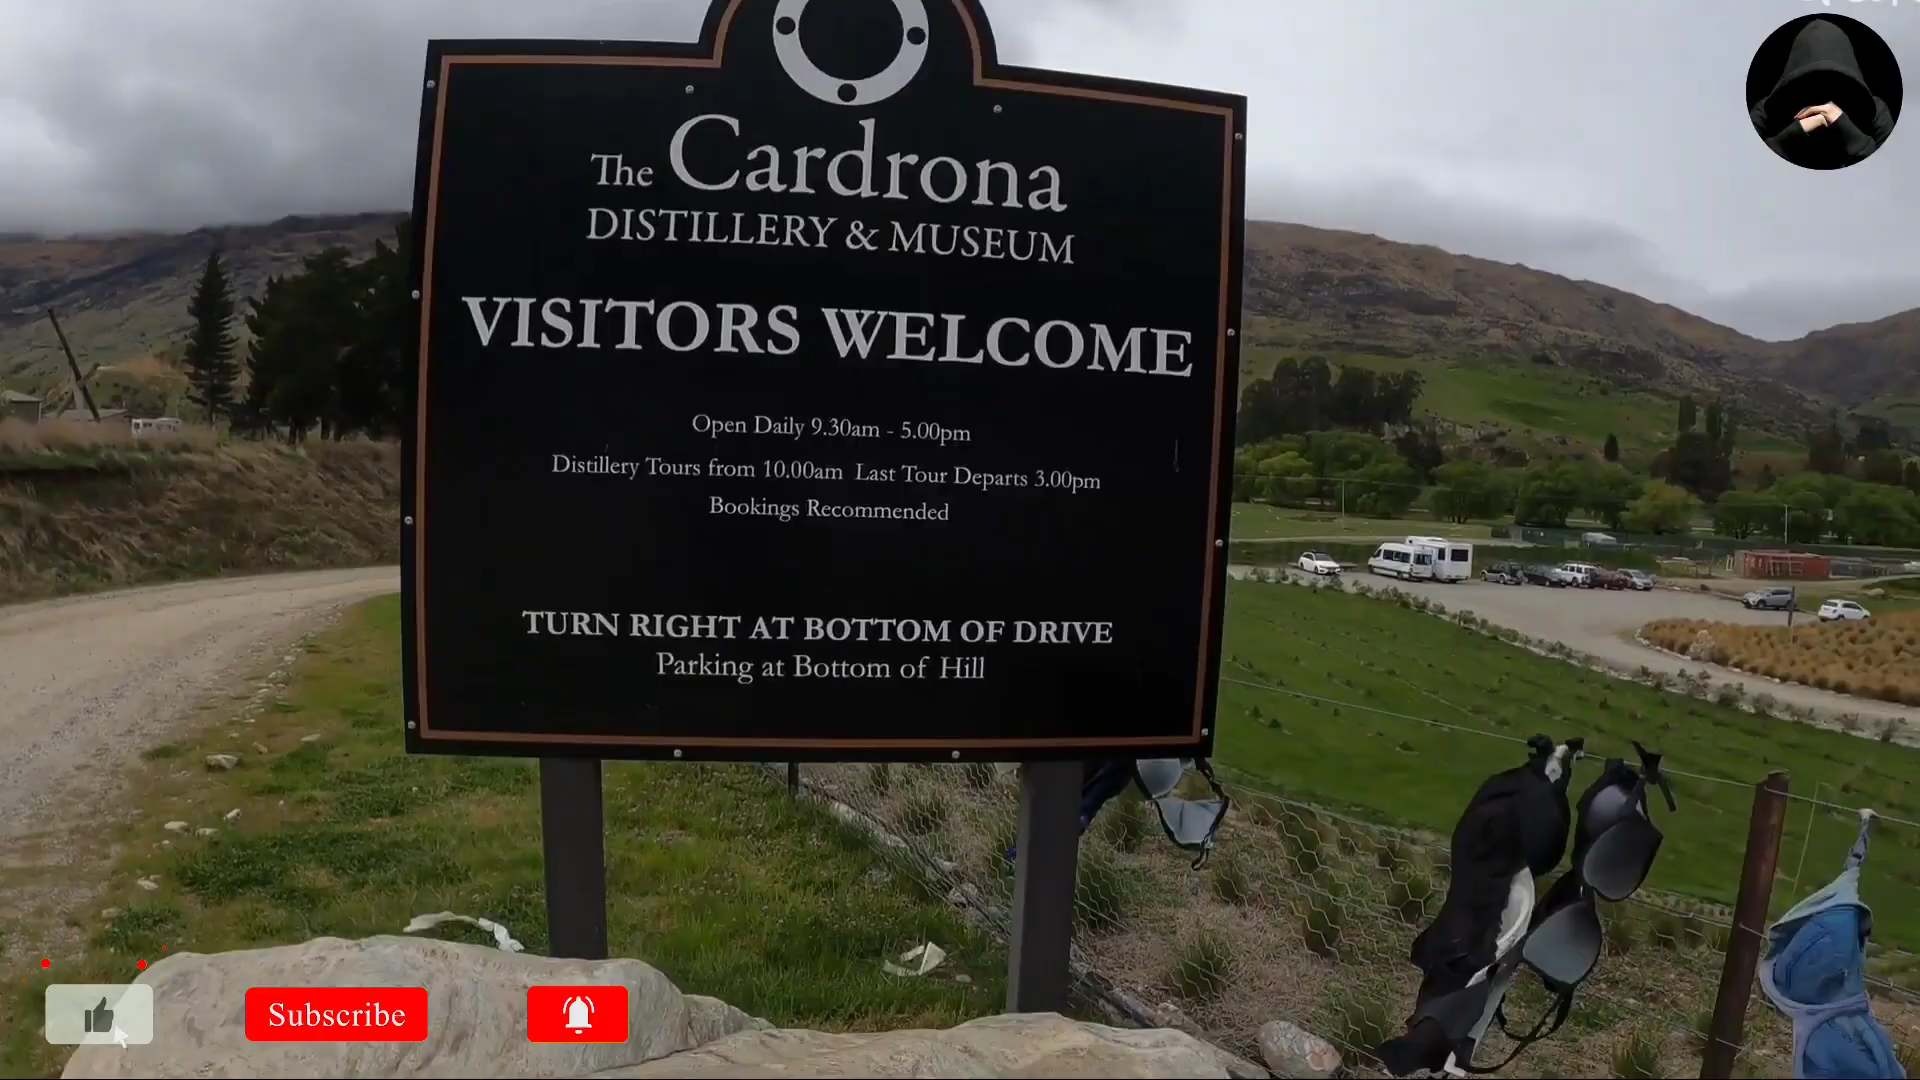 The Cardrona
DISTILLERY & MUSEUM
VISITORS WELCOME
Open Daily 9.30am - 5.00pm
Distillery Tours from 10.00am Last Tour Departs 3.00pm
Bookings Recommended
TURN RIGHT AT BOTTOM OF DRIVE
Parking at Bottom of Hill
Subscribe